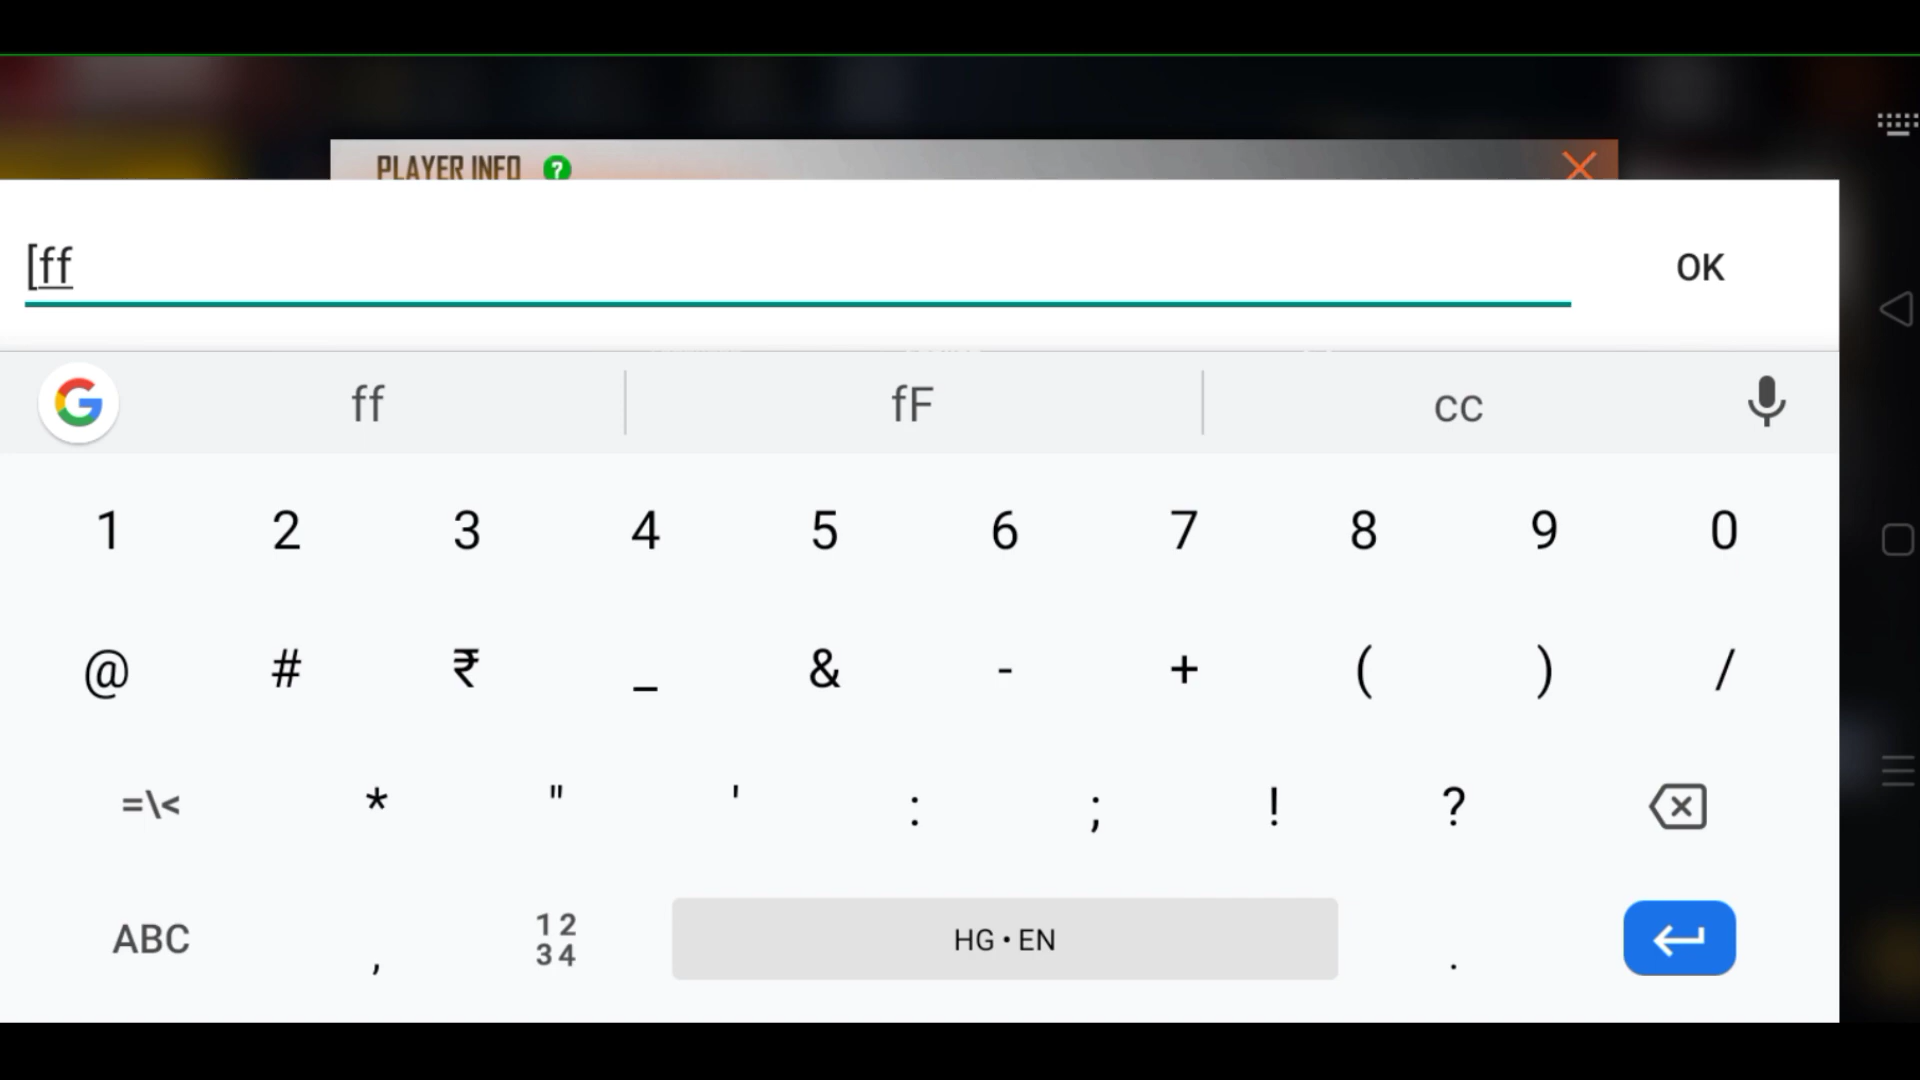 PLAYER INFO ?
[ff
OK
ff fF cc
1 2 3 4 5 6 7 8 9 0
@ # ₹ _ & - + ( ) /
=\< * " ' : ; ! ?
ABC , 12 34 HG • EN .